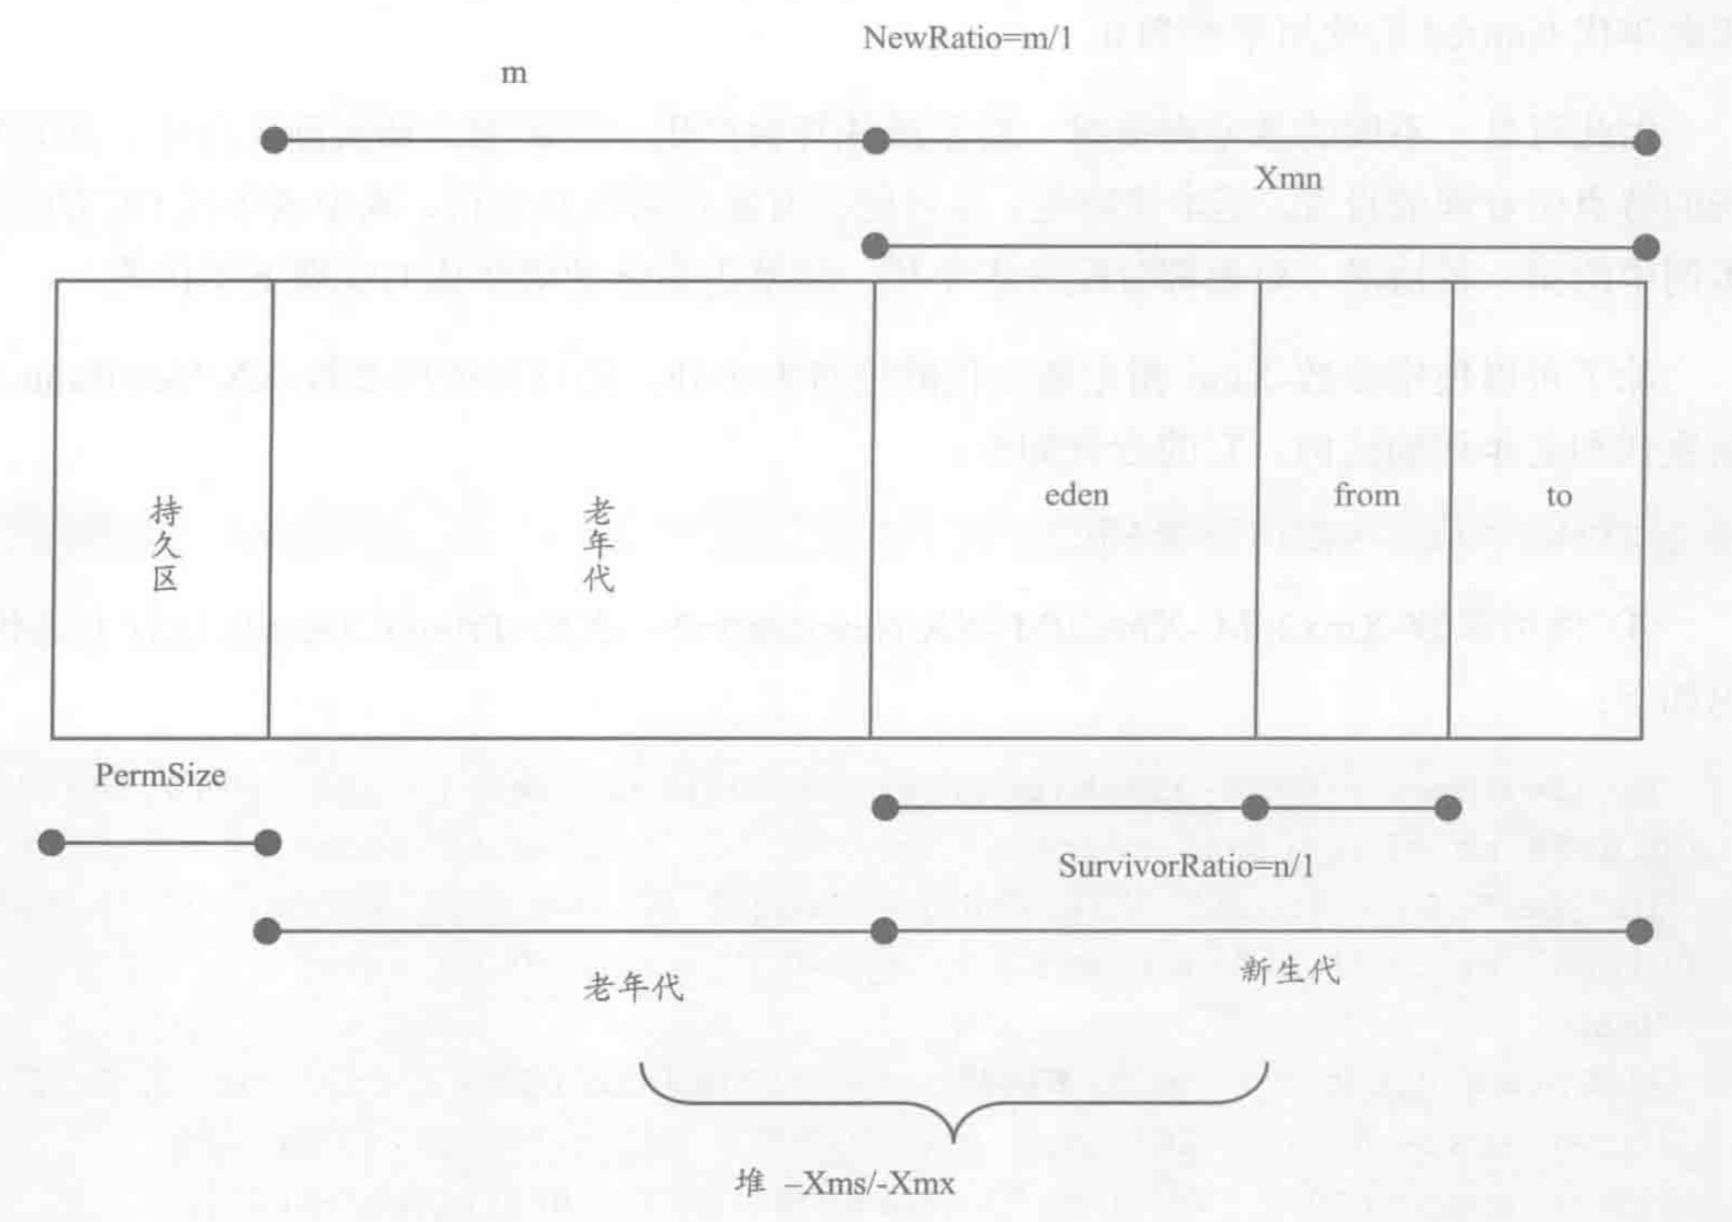 NewRatio=m/1
m
Xmn
持久区
老年代
eden
from
to
PermSize
SurvivorRatio=n/1
老年代
新生代
堆 –Xms/-Xmx